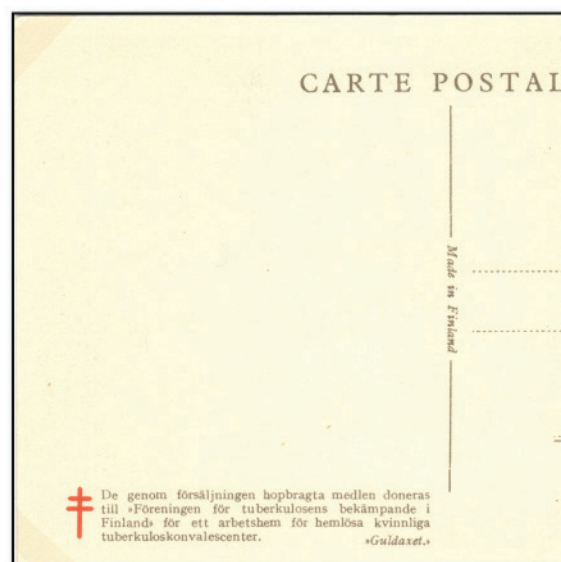 CARTE POSTAL
Made in Finland
De genom försäljningen hopbragta medlen doneras
till »Föreningen för tuberkulosens bekämpande i
Finland» för ett arbetshem för hemlösa kvinnliga
tuberkuloskonvalescenter. »Guldaxet.»